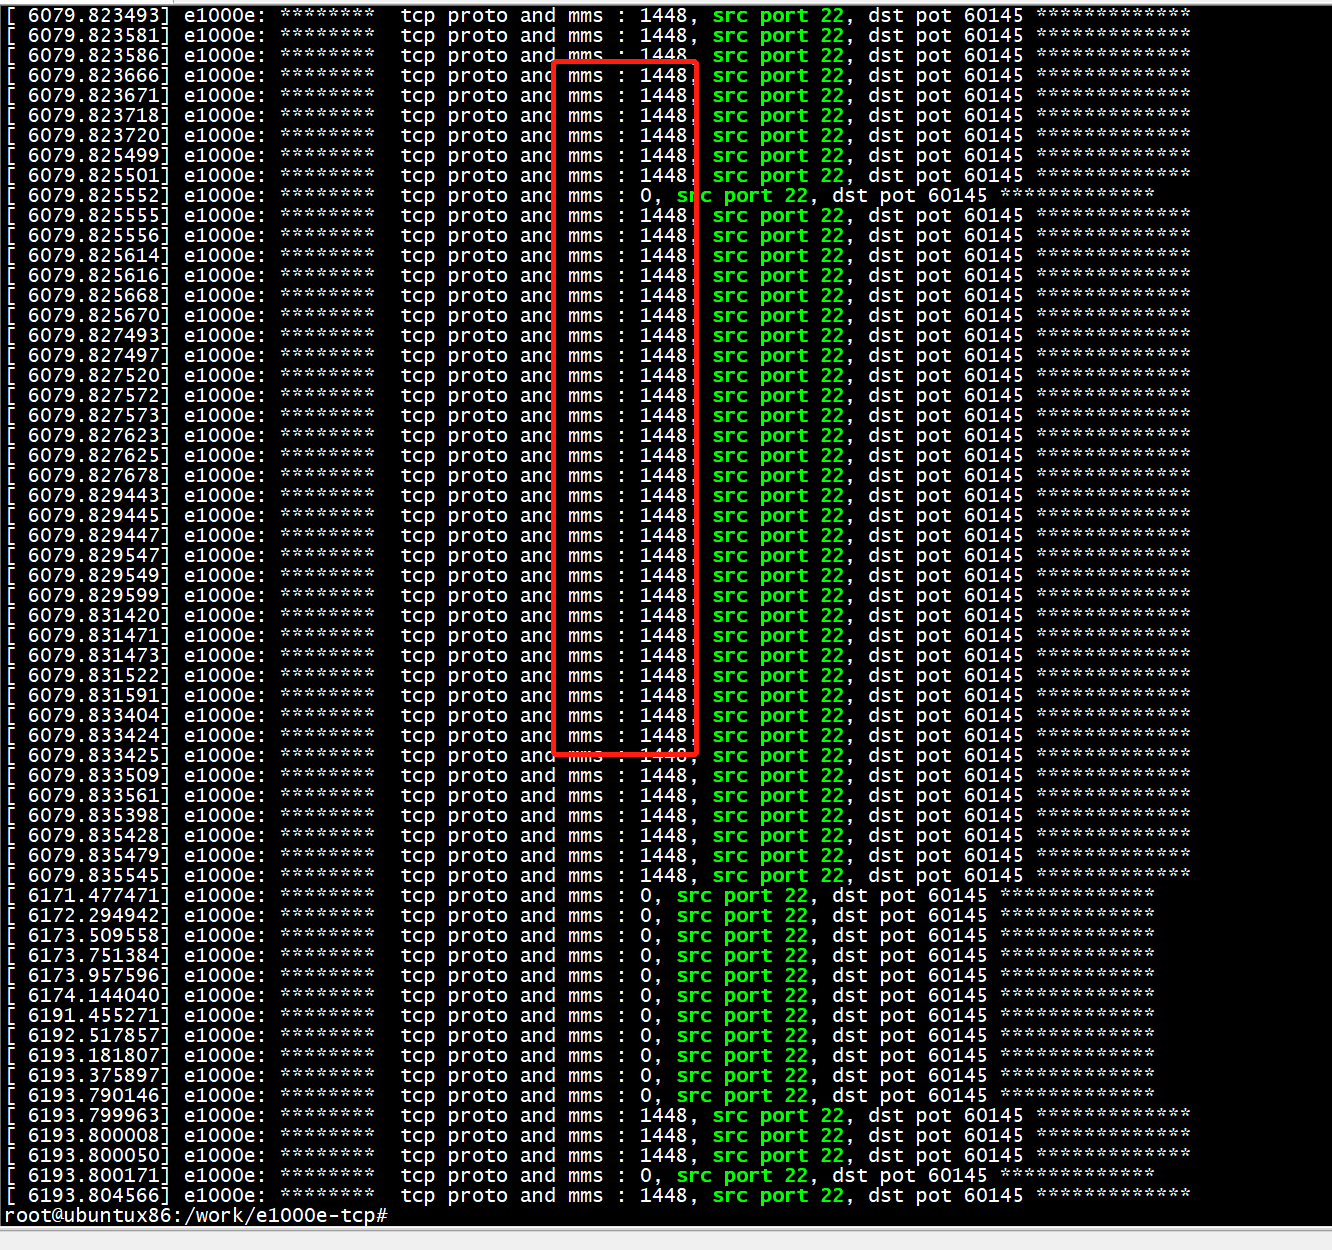 [ 6079.823493] e1000e: ********  tcp proto and mms : 1448, src port 22, dst pot 60145 *************
[ 6079.823581] e1000e: ********  tcp proto and mms : 1448, src port 22, dst pot 60145 *************
[ 6079.823586] e1000e: ********  tcp proto and mms : 1448, src port 22, dst pot 60145 *************
[ 6079.823666] e1000e: ********  tcp proto and mms : 1448, src port 22, dst pot 60145 *************
[ 6079.823671] e1000e: ********  tcp proto and mms : 1448, src port 22, dst pot 60145 *************
[ 6079.823718] e1000e: ********  tcp proto and mms : 1448, src port 22, dst pot 60145 *************
[ 6079.823720] e1000e: ********  tcp proto and mms : 1448, src port 22, dst pot 60145 *************
[ 6079.825499] e1000e: ********  tcp proto and mms : 1448, src port 22, dst pot 60145 *************
[ 6079.825501] e1000e: ********  tcp proto and mms : 1448, src port 22, dst pot 60145 *************
[ 6079.825552] e1000e: ********  tcp proto and mms : 0, src port 22, dst pot 60145 *************
[ 6079.825555] e1000e: ********  tcp proto and mms : 1448, src port 22, dst pot 60145 *************
[ 6079.825556] e1000e: ********  tcp proto and mms : 1448, src port 22, dst pot 60145 *************
[ 6079.825614] e1000e: ********  tcp proto and mms : 1448, src port 22, dst pot 60145 *************
[ 6079.825616] e1000e: ********  tcp proto and mms : 1448, src port 22, dst pot 60145 *************
[ 6079.825668] e1000e: ********  tcp proto and mms : 1448, src port 22, dst pot 60145 *************
[ 6079.825670] e1000e: ********  tcp proto and mms : 1448, src port 22, dst pot 60145 *************
[ 6079.827493] e1000e: ********  tcp proto and mms : 1448, src port 22, dst pot 60145 *************
[ 6079.827497] e1000e: ********  tcp proto and mms : 1448, src port 22, dst pot 60145 *************
[ 6079.827520] e1000e: ********  tcp proto and mms : 1448, src port 22, dst pot 60145 *************
[ 6079.827572] e1000e: ********  tcp proto and mms : 1448, src port 22, dst pot 60145 *************
[ 6079.827573] e1000e: ********  tcp proto and mms : 1448, src port 22, dst pot 60145 *************
[ 6079.827623] e1000e: ********  tcp proto and mms : 1448, src port 22, dst pot 60145 *************
[ 6079.827625] e1000e: ********  tcp proto and mms : 1448, src port 22, dst pot 60145 *************
[ 6079.827678] e1000e: ********  tcp proto and mms : 1448, src port 22, dst pot 60145 *************
[ 6079.829443] e1000e: ********  tcp proto and mms : 1448, src port 22, dst pot 60145 *************
[ 6079.829445] e1000e: ********  tcp proto and mms : 1448, src port 22, dst pot 60145 *************
[ 6079.829447] e1000e: ********  tcp proto and mms : 1448, src port 22, dst pot 60145 *************
[ 6079.829547] e1000e: ********  tcp proto and mms : 1448, src port 22, dst pot 60145 *************
[ 6079.829549] e1000e: ********  tcp proto and mms : 1448, src port 22, dst pot 60145 *************
[ 6079.829599] e1000e: ********  tcp proto and mms : 1448, src port 22, dst pot 60145 *************
[ 6079.831420] e1000e: ********  tcp proto and mms : 1448, src port 22, dst pot 60145 *************
[ 6079.831471] e1000e: ********  tcp proto and mms : 1448, src port 22, dst pot 60145 *************
[ 6079.831473] e1000e: ********  tcp proto and mms : 1448, src port 22, dst pot 60145 *************
[ 6079.831522] e1000e: ********  tcp proto and mms : 1448, src port 22, dst pot 60145 *************
[ 6079.831591] e1000e: ********  tcp proto and mms : 1448, src port 22, dst pot 60145 *************
[ 6079.833404] e1000e: ********  tcp proto and mms : 1448, src port 22, dst pot 60145 *************
[ 6079.833424] e1000e: ********  tcp proto and mms : 1448, src port 22, dst pot 60145 *************
[ 6079.833425] e1000e: ********  tcp proto and mms : 1448, src port 22, dst pot 60145 *************
[ 6079.833509] e1000e: ********  tcp proto and mms : 1448, src port 22, dst pot 60145 *************
[ 6079.833561] e1000e: ********  tcp proto and mms : 1448, src port 22, dst pot 60145 *************
[ 6079.835398] e1000e: ********  tcp proto and mms : 1448, src port 22, dst pot 60145 *************
[ 6079.835428] e1000e: ********  tcp proto and mms : 1448, src port 22, dst pot 60145 *************
[ 6079.835479] e1000e: ********  tcp proto and mms : 1448, src port 22, dst pot 60145 *************
[ 6079.835545] e1000e: ********  tcp proto and mms : 1448, src port 22, dst pot 60145 *************
[ 6171.477471] e1000e: ********  tcp proto and mms : 0, src port 22, dst pot 60145 *************
[ 6172.294942] e1000e: ********  tcp proto and mms : 0, src port 22, dst pot 60145 *************
[ 6173.509558] e1000e: ********  tcp proto and mms : 0, src port 22, dst pot 60145 *************
[ 6173.751384] e1000e: ********  tcp proto and mms : 0, src port 22, dst pot 60145 *************
[ 6173.957596] e1000e: ********  tcp proto and mms : 0, src port 22, dst pot 60145 *************
[ 6174.144040] e1000e: ********  tcp proto and mms : 0, src port 22, dst pot 60145 *************
[ 6191.455271] e1000e: ********  tcp proto and mms : 0, src port 22, dst pot 60145 *************
[ 6192.517857] e1000e: ********  tcp proto and mms : 0, src port 22, dst pot 60145 *************
[ 6193.181807] e1000e: ********  tcp proto and mms : 0, src port 22, dst pot 60145 *************
[ 6193.375897] e1000e: ********  tcp proto and mms : 0, src port 22, dst pot 60145 *************
[ 6193.790146] e1000e: ********  tcp proto and mms : 0, src port 22, dst pot 60145 *************
[ 6193.799963] e1000e: ********  tcp proto and mms : 1448, src port 22, dst pot 60145 *************
[ 6193.800008] e1000e: ********  tcp proto and mms : 1448, src port 22, dst pot 60145 *************
[ 6193.800050] e1000e: ********  tcp proto and mms : 1448, src port 22, dst pot 60145 *************
[ 6193.800171] e1000e: ********  tcp proto and mms : 0, src port 22, dst pot 60145 *************
[ 6193.804566] e1000e: ********  tcp proto and mms : 1448, src port 22, dst pot 60145 *************
root@ubuntux86:/work/e1000e-tcp#